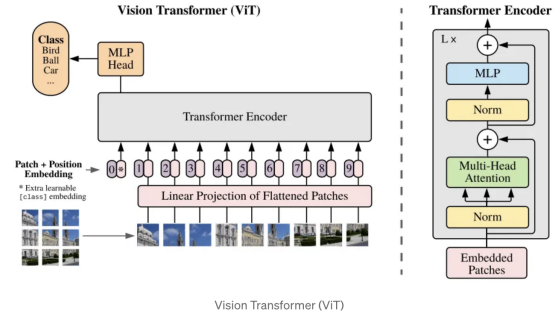 Vision Transformer (ViT)
Transformer Encoder
Class
Bird
Ball
Car
...
MLP
Head
Transformer Encoder
Patch + Position
Embedding
* Extra learnable
[class] embedding
0 * 1 2 3 4 5 6 7 8 9
Linear Projection of Flattened Patches
L ×
+
MLP
Norm
+
Multi-Head
Attention
Norm
Embedded
Patches
Vision Transformer (ViT)